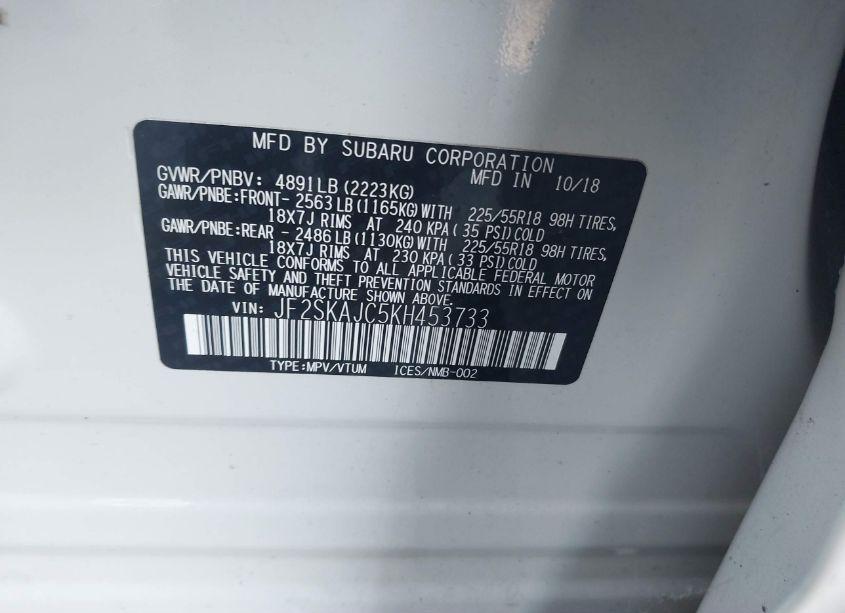 MFD BY SUBARU CORPORATION
GVWR/PNBV: 4891LB(2223KG) MFD IN 10/18
GAWR/PNBE:FRONT- 2563LB(1165KG)WITH 225/55R18 98H TIRES,
18X7J RIMS AT 240 KPA(35 PSI)COLD
GAWR/PNBE:REAR - 2486LB(1130KG)WITH 225/55R18 98H TIRES,
18X7J RIMS AT 230 KPA(33 PSI)COLD
THIS VEHICLE CONFORMS TO ALL APPLICABLE FEDERAL MOTOR
VEHICLE SAFETY AND THEFT PREVENTION STANDARDS IN EFFECT ON
THE DATE OF MANUFACTURE SHOWN ABOVE.
VIN: JF2SKAJC5KH453733
TYPE:MPV/VTUM ICES/NMB-002